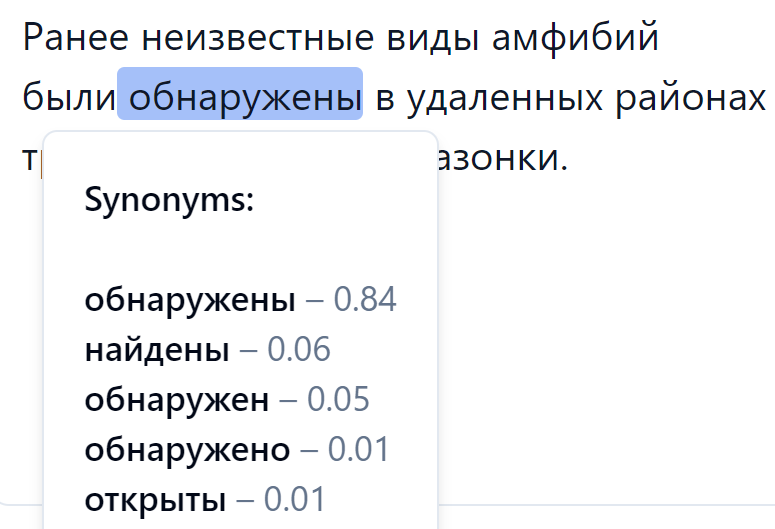 Ранее неизвестные виды амфибий
были обнаружены в удаленных районах
азонки.
Synonyms:
обнаружены – 0.84
найдены – 0.06
обнаружен – 0.05
обнаружено – 0.01
открыты – 0.01